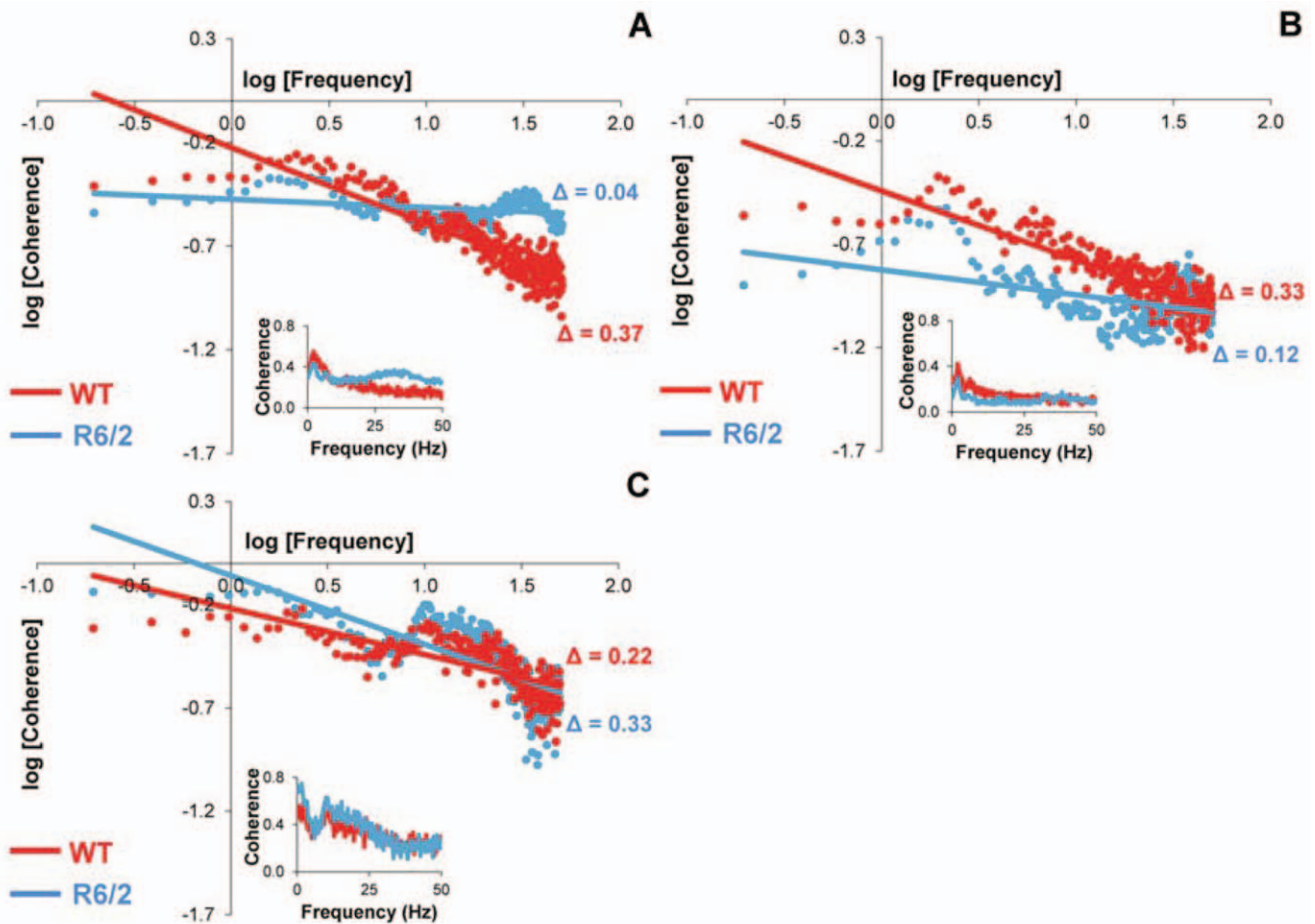 A
0.3
log [Frequency]
-1.0 -0.5 0.0 0.5 1.0 1.5 2.0
-0.2
-0.7
-1.2
-1.7
log [Coherence]
Δ = 0.04
Δ = 0.37
WT
R6/2
0.8
0.4
0.0
Coherence
0 25 50
Frequency (Hz)
B
0.3
log [Frequency]
-1.0 -0.5 0.0 0.5 1.0 1.5 2.0
-0.2
-0.7
-1.2
-1.7
log [Coherence]
Δ = 0.33
Δ = 0.12
WT
R6/2
0.8
0.4
0.0
Coherence
0 25 50
Frequency (Hz)
C
0.3
log [Frequency]
-1.0 -0.5 0.0 0.5 1.0 1.5 2.0
-0.2
-0.7
-1.2
-1.7
log [Coherence]
Δ = 0.22
Δ = 0.33
WT
R6/2
0.8
0.4
0.0
Coherence
0 25 50
Frequency (Hz)